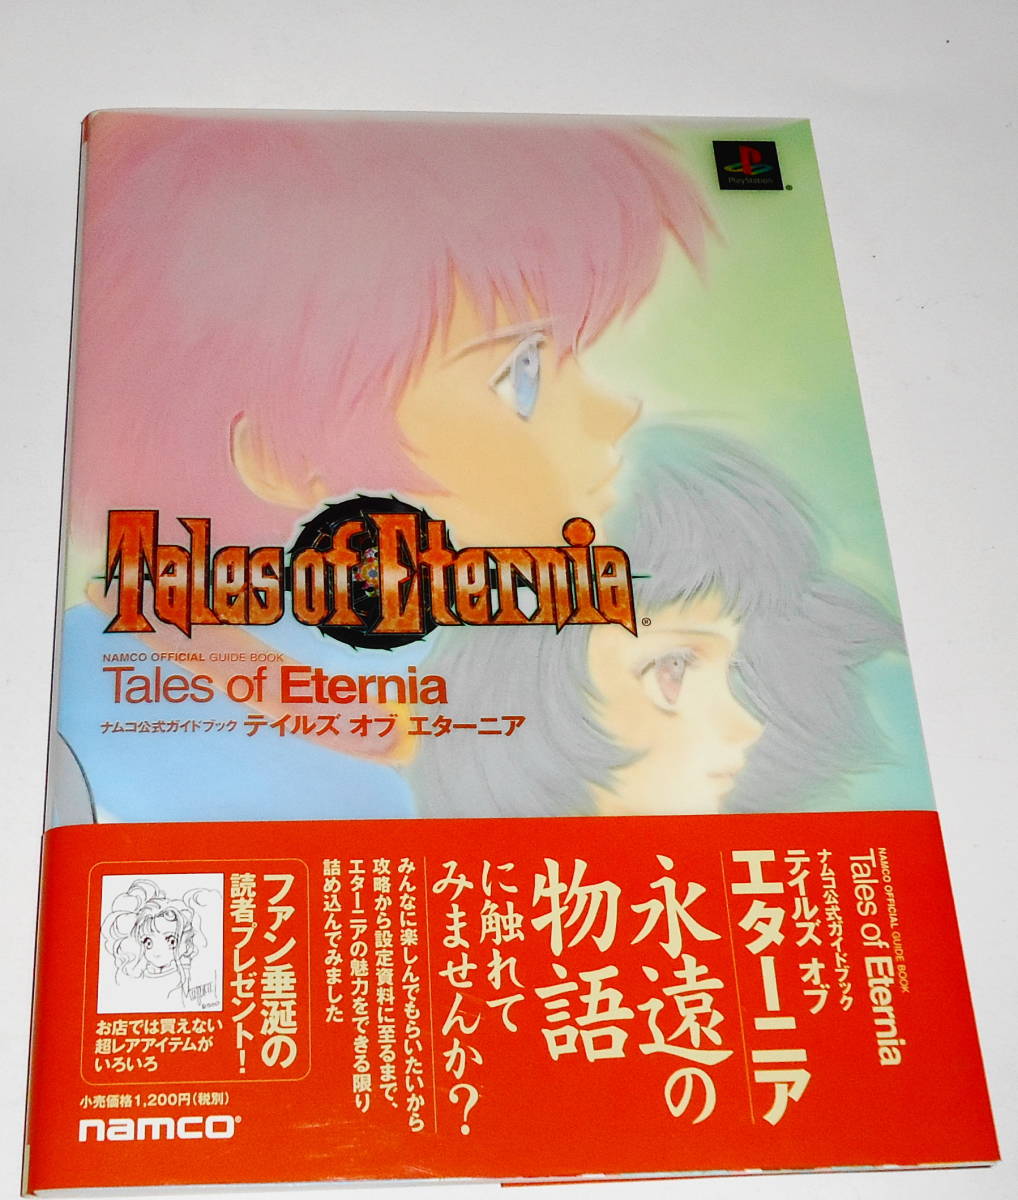 PlayStation
Tales of Eternia
NAMCO OFFICIAL GUIDE BOOK
Tales of Eternia
ナムコ公式ガイドブック テイルズ オブ エターニア
NAMCO OFFICIAL GUIDE BOOK
Tales of Eternia
ナムコ公式ガイドブック
テイルズ オブ
エターニア
永遠の
物語
に触れて
みませんか?
みんなに楽しんでもらいたいから
攻略から設定資料に至るまで、
エターニアの魅力をできる限り
詰め込んでみました
ファン垂涎の
読者プレゼント!
お店では買えない
超レアアイテムが
いろいろ
小売価格1,200円(税別)
namco